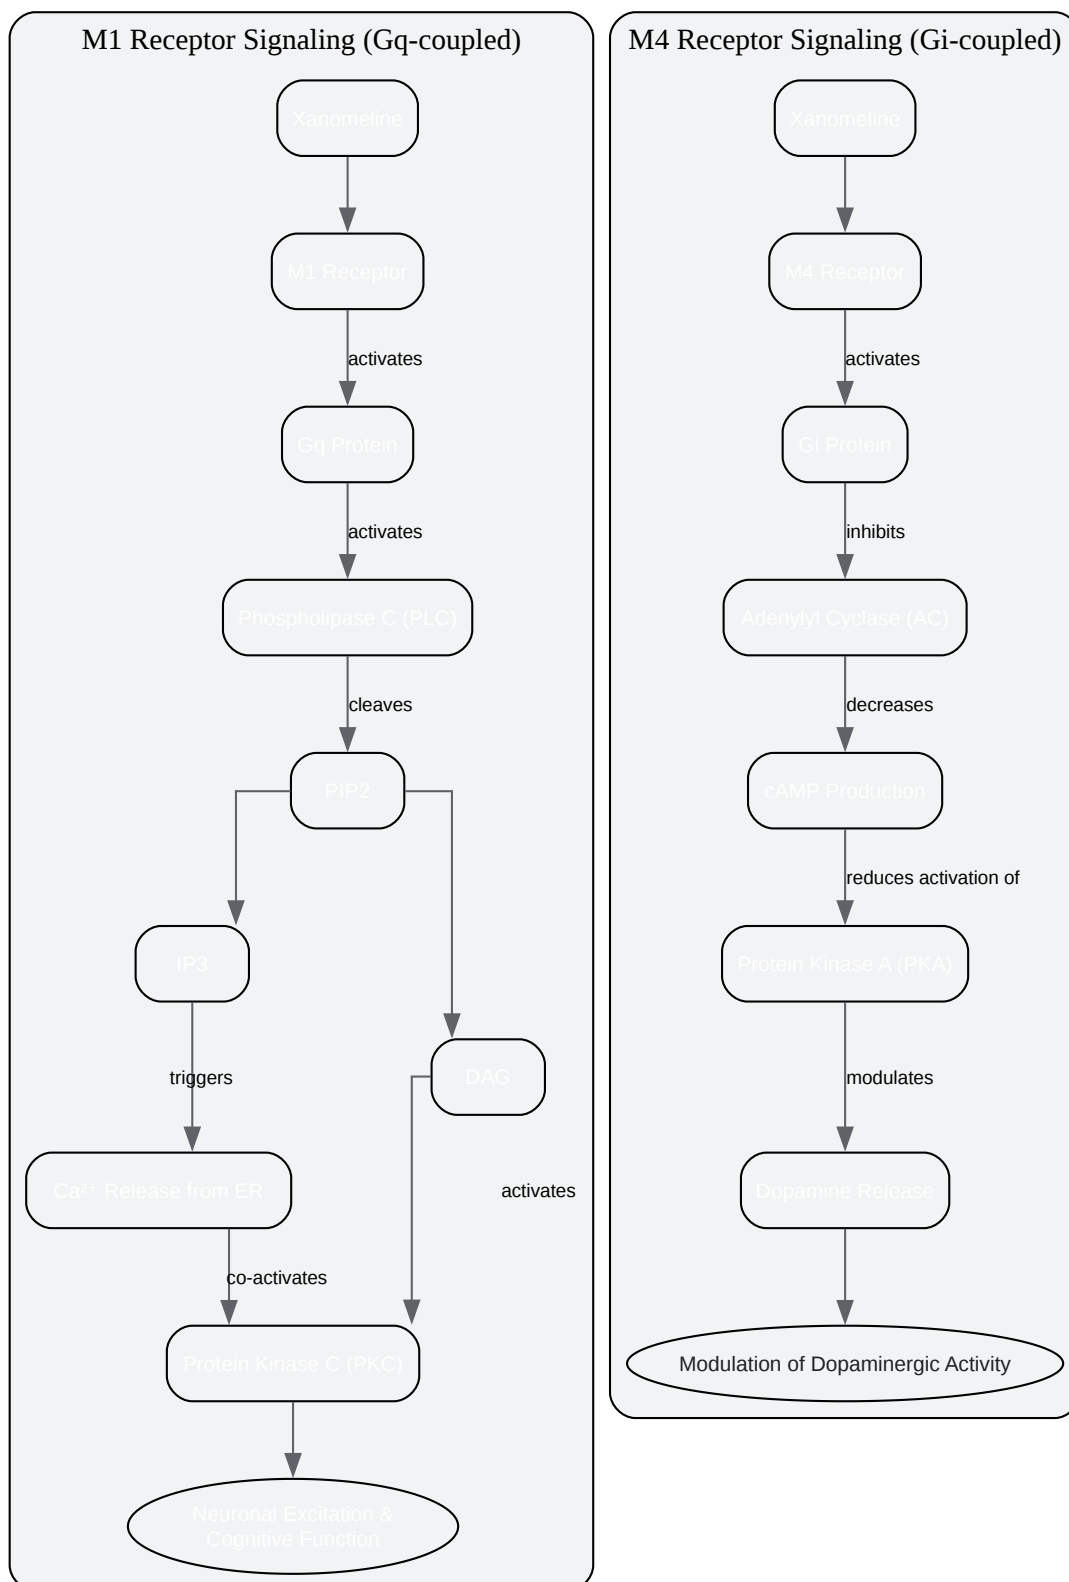 M1 Receptor Signaling (Gq-coupled)
Xanomeline
M1 Receptor
activates
Gq Protein
activates
Phospholipase C (PLC)
cleaves
PIP2
IP3
triggers
DAG
Ca²⁺ Release from ER
activates
co-activates
Protein Kinase C (PKC)
Neuronal Excitation &
Cognitive Function
M4 Receptor Signaling (Gi-coupled)
Xanomeline
M4 Receptor
activates
Gi Protein
inhibits
Adenylyl Cyclase (AC)
decreases
cAMP Production
reduces activation of
Protein Kinase A (PKA)
modulates
Dopamine Release
Modulation of Dopaminergic Activity